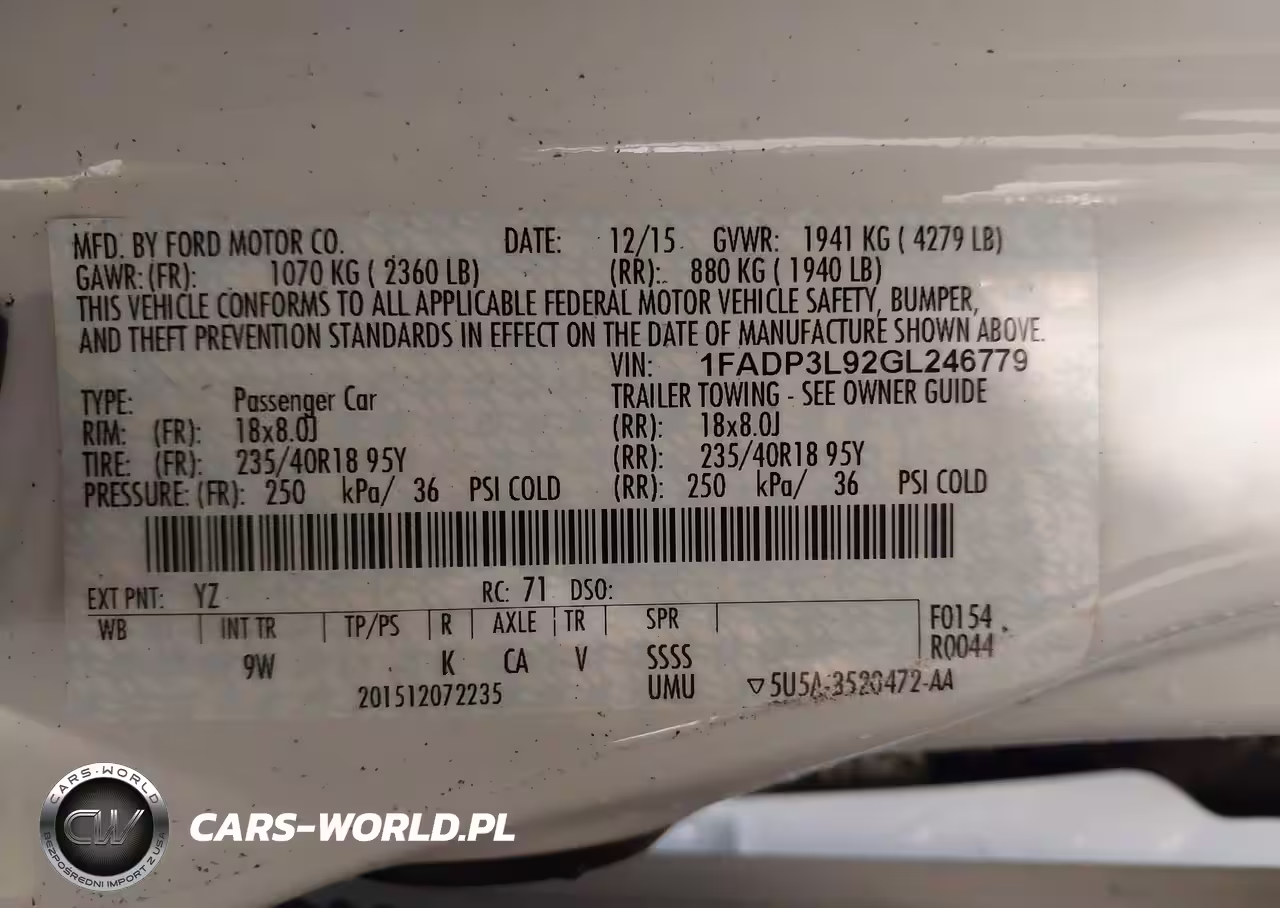 MFD. BY FORD MOTOR CO. DATE: 12/15 GVWR: 1941 KG ( 4279 LB)
GAWR: (FR): 1070 KG ( 2360 LB) (RR): 880 KG ( 1940 LB)
THIS VEHICLE CONFORMS TO ALL APPLICABLE FEDERAL MOTOR VEHICLE SAFETY, BUMPER,
AND THEFT PREVENTION STANDARDS IN EFFECT ON THE DATE OF MANUFACTURE SHOWN ABOVE.
VIN: 1FADP3L92GL246779
TYPE: Passenger Car TRAILER TOWING - SEE OWNER GUIDE
RIM: (FR): 18x8.0J (RR): 18x8.0J
TIRE: (FR): 235/40R18 95Y (RR): 235/40R18 95Y
PRESSURE: (FR): 250 kPa/ 36 PSI COLD (RR): 250 kPa/ 36 PSI COLD
EXT PNT: YZ RC: 71 DSO:
WB INT TR TP/PS R AXLE TR SPR F0154
R0044
9W K CA V SSSS
201512072235 UMU ▽5U5A-3520472-AA
CARS-WORLD
CW
BEZPOŚREDNI IMPORT Z USA
CARS-WORLD.PL